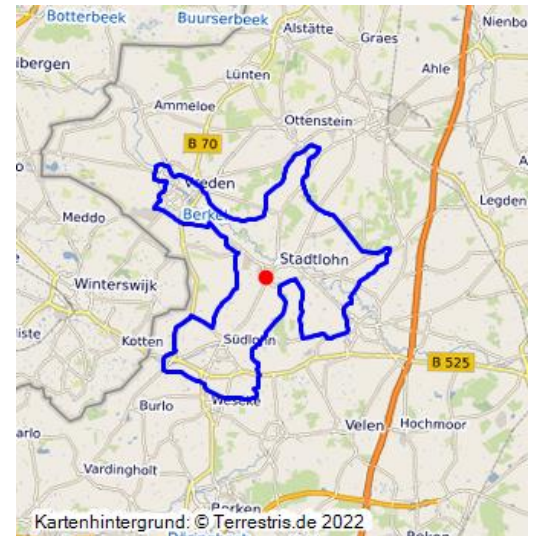 Botterbeek
Buurserbeek
Nienbo
Alstätte
Graes
ibergen
Lünten
Ahle
Ammeloe
Ottenstein
B 70
Vreden
Legden
Berkel
Meddo
Stadtlohn
Winterswijk
Kotten
Südlohn
B 525
Burlo
Weseke
Velen
Hochmoor
arlo
Vardingholt
Borken
Kartenhintergrund: © Terrestris.de 2022